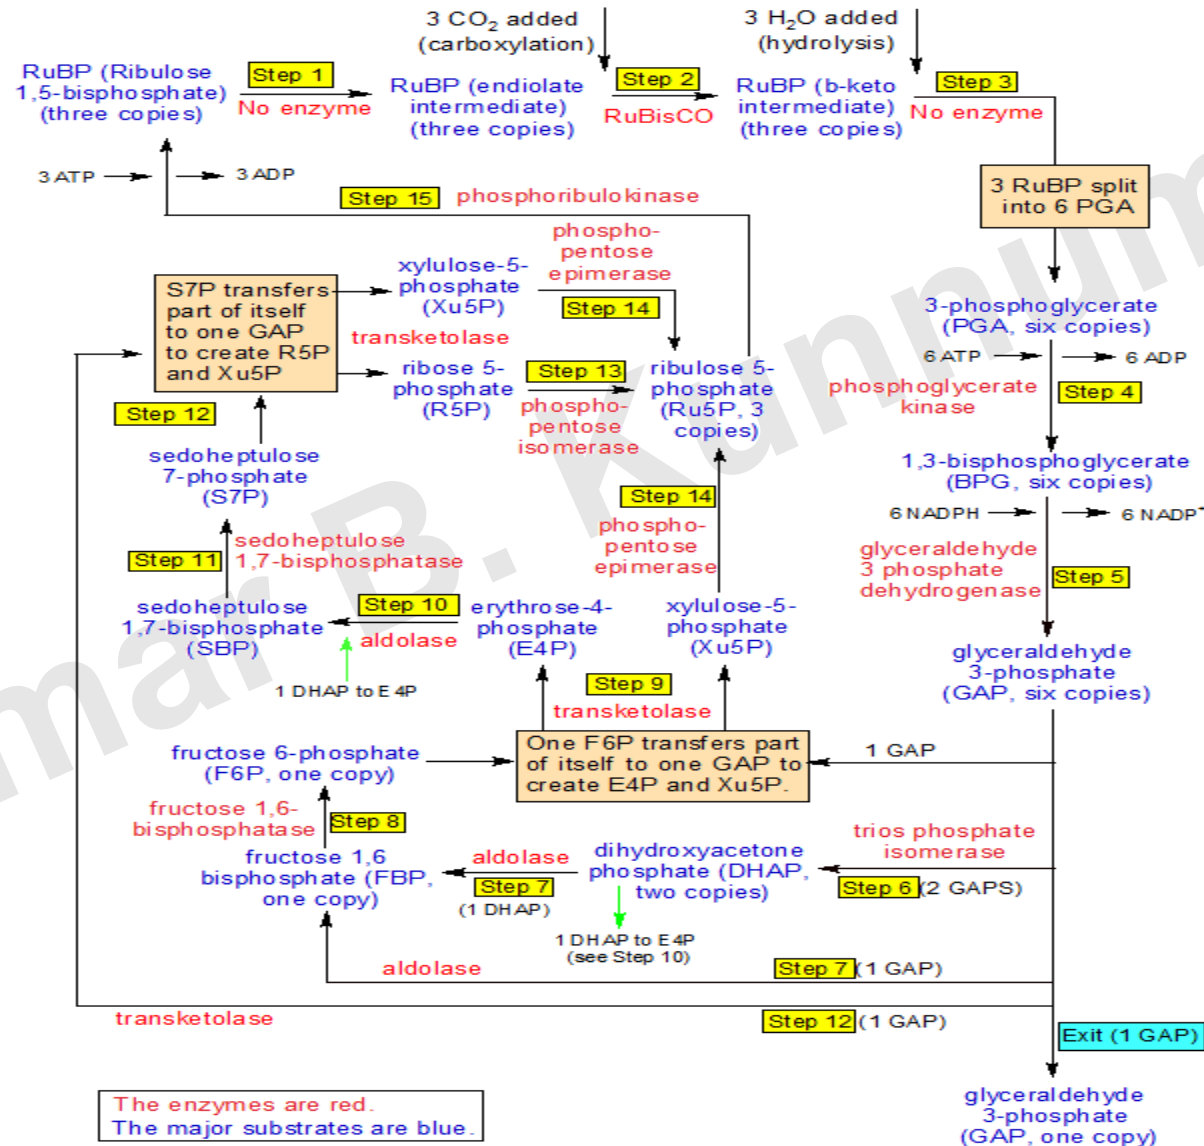 3 CO2 added
(carboxylation)
3 H2O added
(hydrolysis)
RuBP (Ribulose
1,5-bisphosphate)
(three copies)
Step 1
No enzyme
RuBP (endiolate
intermediate)
(three copies)
Step 2
RuBisCO
RuBP (b-keto
intermediate)
(three copies)
Step 3
No enzyme
3 ATP
3 ADP
Step 15
phosphoribulokinase
3 RuBP split
into 6 PGA
S7P transfers
part of itself
to one GAP
to create R5P
and Xu5P
xylulose-5-
phosphate
(Xu5P)
phospho-
pentose
epimerase
Step 14
transketolase
ribose 5-
phosphate
(R5P)
Step 13
phospho-
pentose
isomerase
ribulose 5-
phosphate
(Ru5P, 3
copies)
3-phosphoglycerate
(PGA, six copies)
6 ATP
6 ADP
phosphoglycerate
kinase
Step 4
Step 12
sedoheptulose
7-phosphate
(S7P)
1,3-bisphosphoglycerate
(BPG, six copies)
Step 14
phospho-
pentose
epimerase
6 NADPH
6 NADP+
glyceraldehyde
3 phosphate
dehydrogenase
Step 5
Step 11
sedoheptulose
1,7-bisphosphatase
sedoheptulose
1,7-bisphosphate
(SBP)
Step 10
aldolase
erythrose-4-
phosphate
(E4P)
xylulose-5-
phosphate
(Xu5P)
1 DHAP to E4P
glyceraldehyde
3-phosphate
(GAP, six copies)
Step 9
transketolase
fructose 6-phosphate
(F6P, one copy)
One F6P transfers part
of itself to one GAP to
create E4P and Xu5P.
1 GAP
fructose 1,6-
bisphosphatase
Step 8
fructose 1,6
bisphosphate (FBP,
one copy)
aldolase
Step 7
(1 DHAP)
dihydroxyacetone
phosphate (DHAP,
two copies)
trios phosphate
isomerase
Step 6 (2 GAPS)
1 DHAP to E4P
(see Step 10)
aldolase
Step 7 (1 GAP)
transketolase
Step 12 (1 GAP)
Exit (1 GAP)
glyceraldehyde
3-phosphate
(GAP, one copy)
The enzymes are red.
The major substrates are blue.
mar B. Kunnum